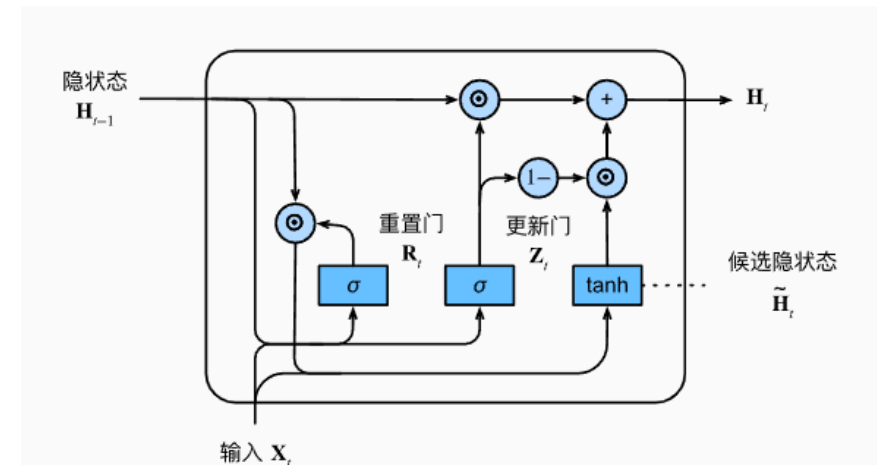 隐状态
H_{t-1}
⊙
+
H_t
1−
⊙
⊙
重置门
R_t
更新门
Z_t
σ
σ
tanh
候选隐状态
H̃_t
输入 X_t